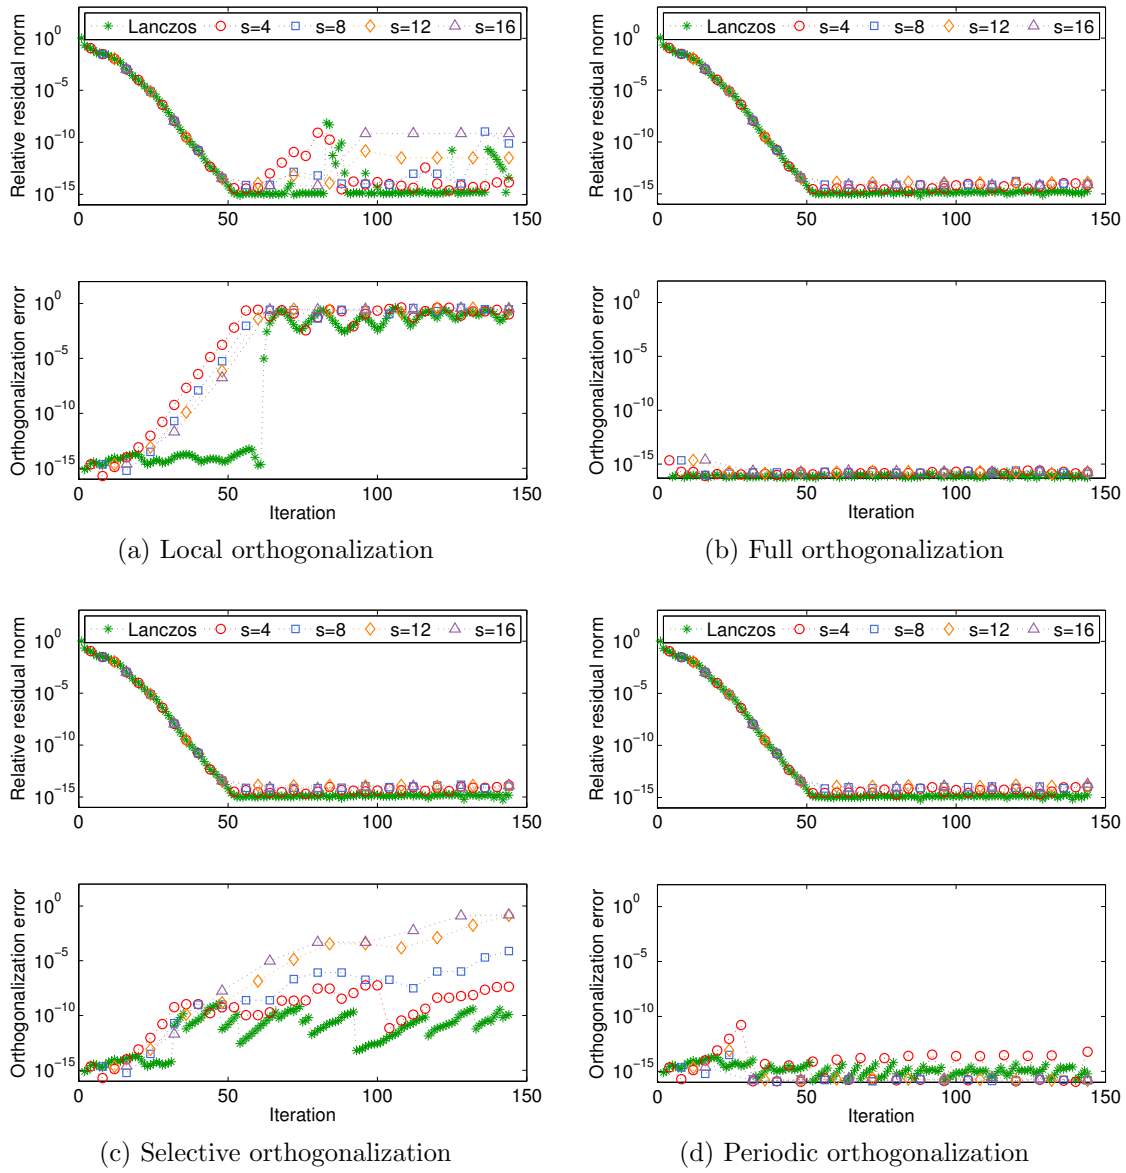 Lanczos s=4 s=8 s=12 s=16
Relative residual norm
10^0
10^-5
10^-10
10^-15
0 50 100 150
Orthogonalization error
10^0
10^-5
10^-10
10^-15
0 50 100 150
Iteration
(a) Local orthogonalization
Lanczos s=4 s=8 s=12 s=16
Relative residual norm
10^0
10^-5
10^-10
10^-15
0 50 100 150
Orthogonalization error
10^0
10^-5
10^-10
10^-15
0 50 100 150
Iteration
(b) Full orthogonalization
Lanczos s=4 s=8 s=12 s=16
Relative residual norm
10^0
10^-5
10^-10
10^-15
0 50 100 150
Orthogonalization error
10^0
10^-5
10^-10
10^-15
0 50 100 150
Iteration
(c) Selective orthogonalization
Lanczos s=4 s=8 s=12 s=16
Relative residual norm
10^0
10^-5
10^-10
10^-15
0 50 100 150
Orthogonalization error
10^0
10^-5
10^-10
10^-15
0 50 100 150
Iteration
(d) Periodic orthogonalization